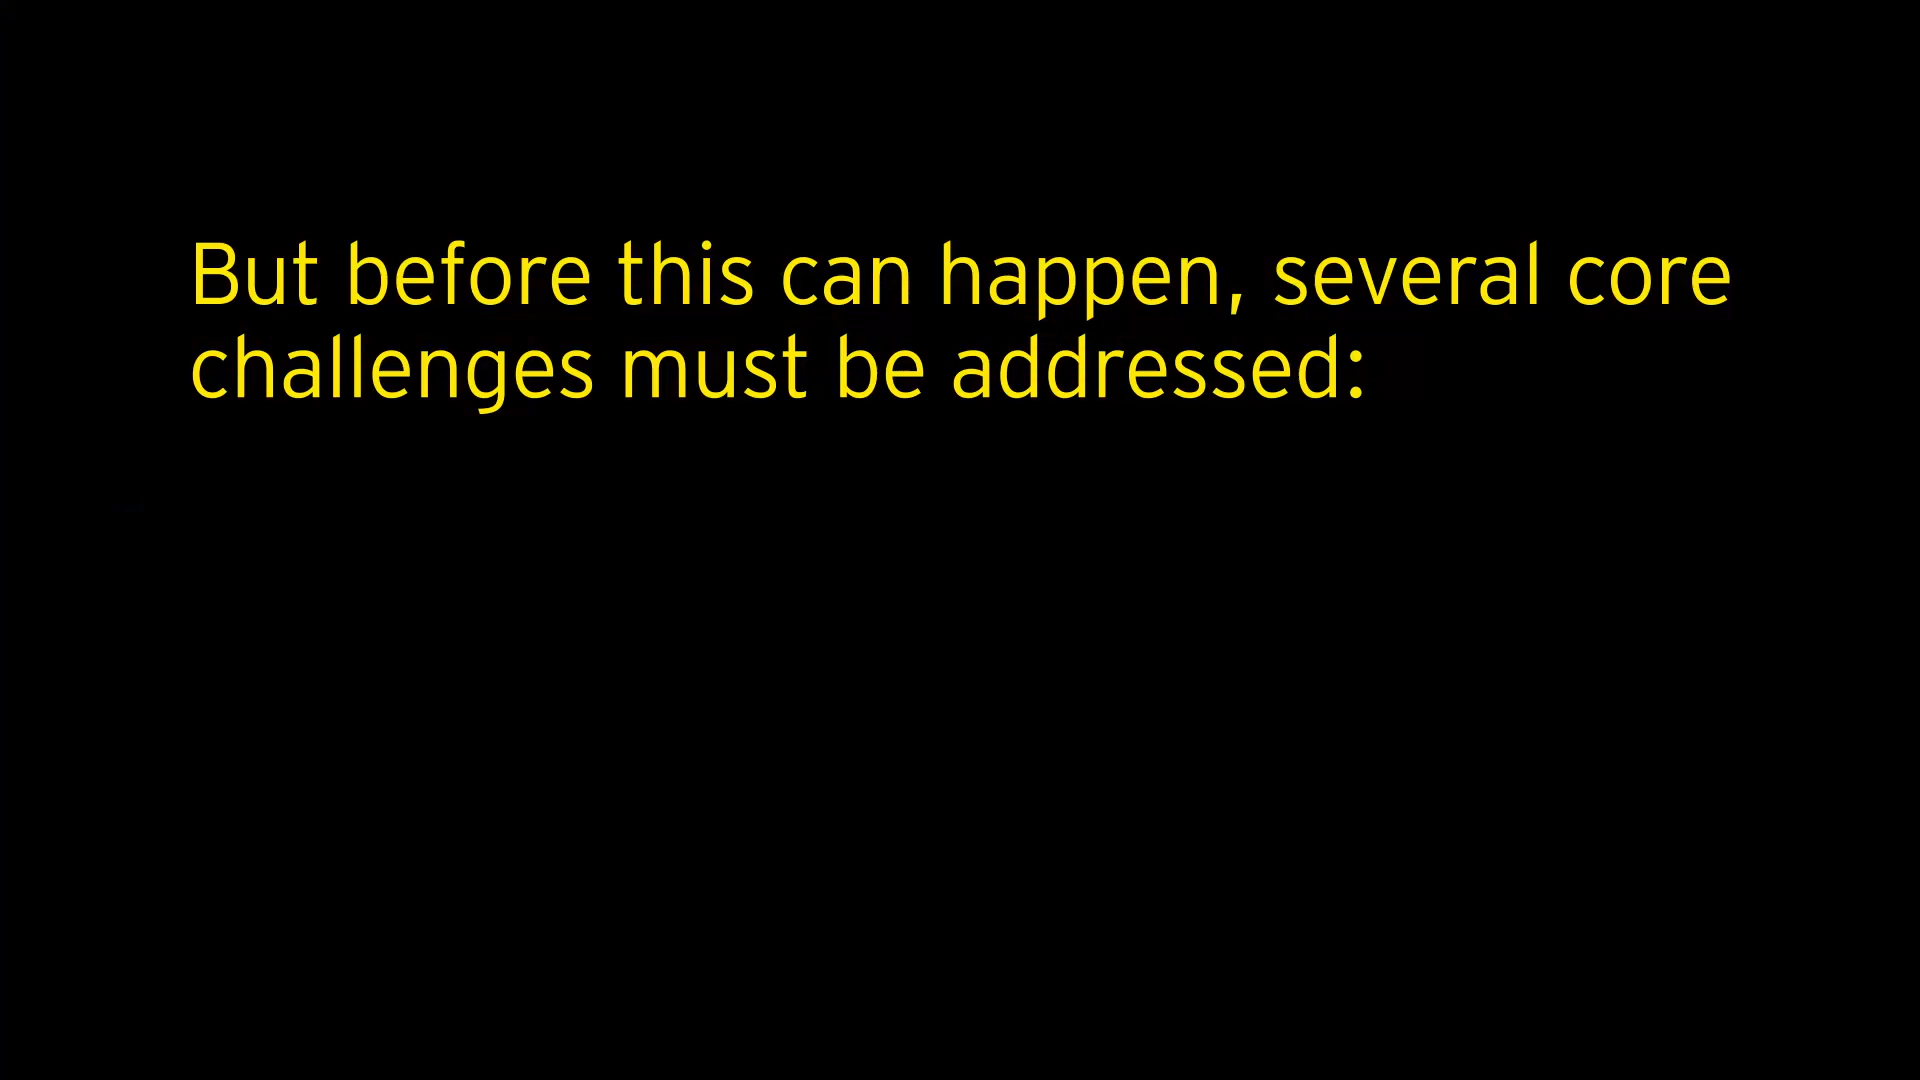 But before this can happen, several core
challenges must be addressed: